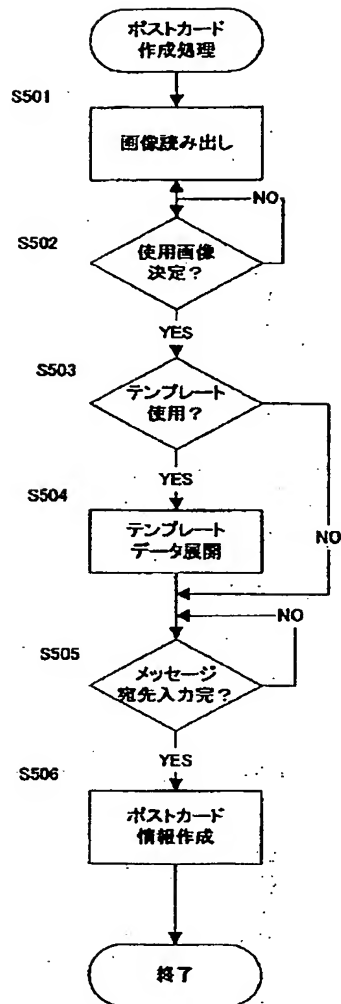 ポストカード
作成処理
S501
画像読み出し
NO
S502
使用画像
決定?
YES
S503
テンプレート
使用?
YES
S504
テンプレート
データ展開
NO
NO
S505
メッセージ
宛先入力完?
YES
S506
ポストカード
情報作成
終了